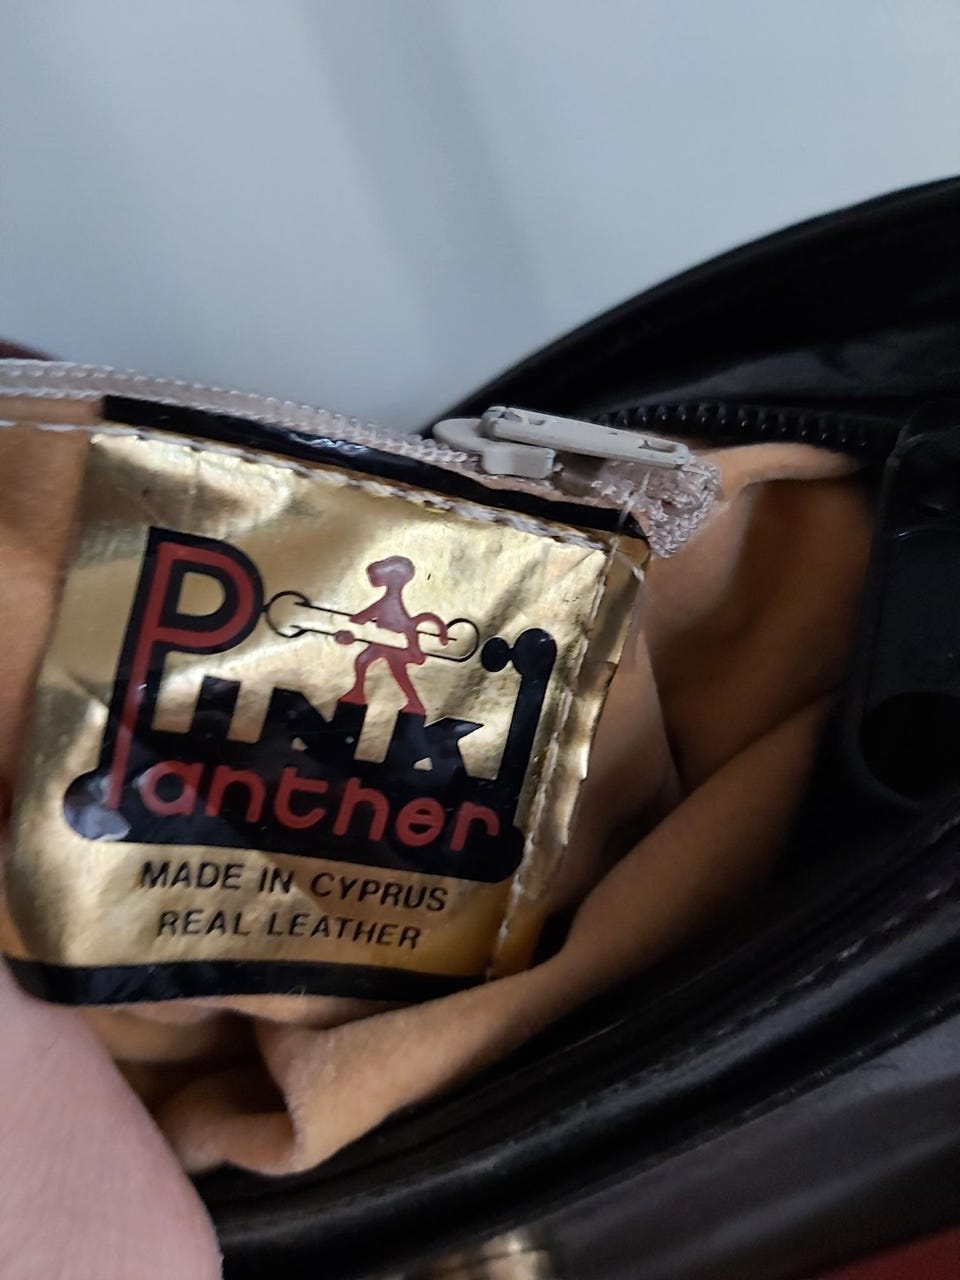 PINK
Panther
MADE IN CYPRUS
REAL LEATHER